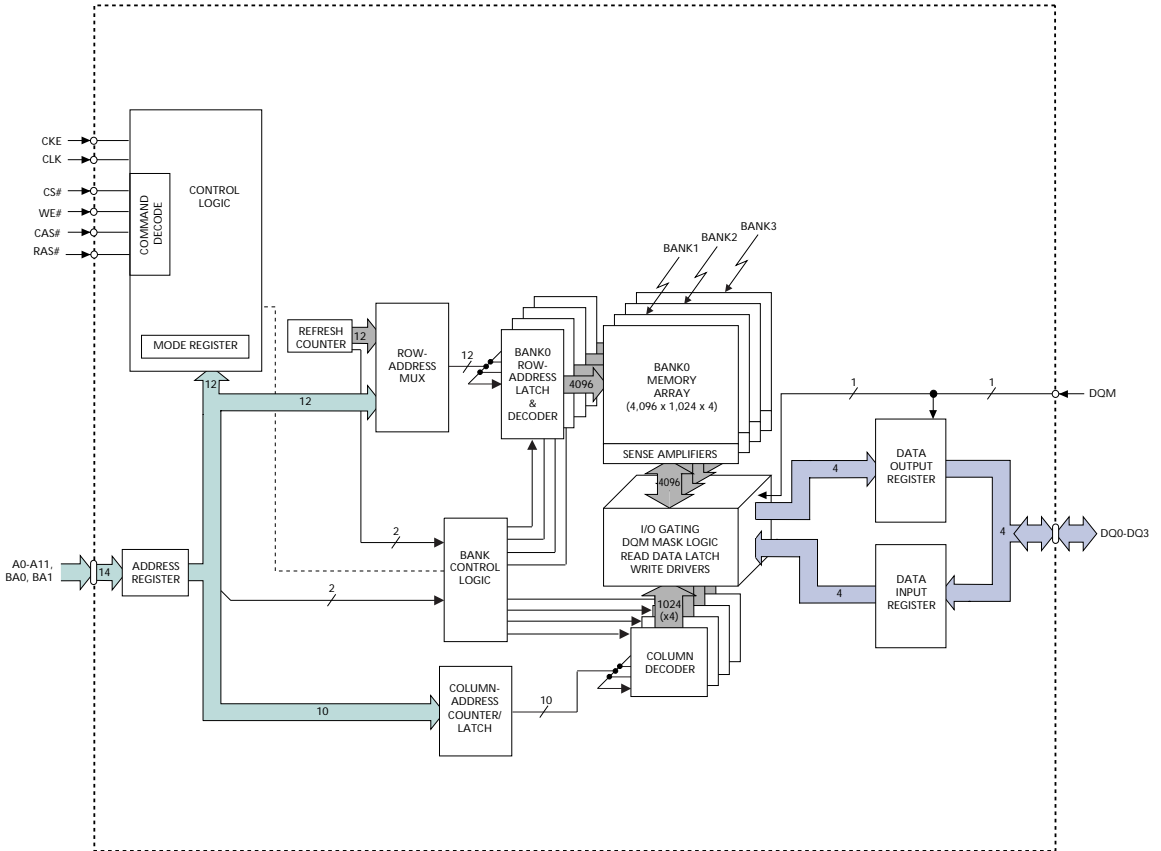 CKE
CLK
CS#
WE#
CAS#
RAS#
COMMAND
DECODE
CONTROL
LOGIC
MODE REGISTER
12
REFRESH
COUNTER
12
12
ROW-
ADDRESS
MUX
12
BANK0
ROW-
ADDRESS
LATCH
&
DECODER
4096
BANK1
BANK2
BANK3
BANK0
MEMORY
ARRAY
(4,096 x 1,024 x 4)
SENSE AMPLIFIERS
4096
I/O GATING
DQM MASK LOGIC
READ DATA LATCH
WRITE DRIVERS
1
1
DQM
DATA
OUTPUT
REGISTER
4
4
DQ0-DQ3
DATA
INPUT
REGISTER
4
A0-A11,
BA0, BA1
14
ADDRESS
REGISTER
2
2
BANK
CONTROL
LOGIC
1024
(x4)
COLUMN
DECODER
10
COLUMN-
ADDRESS
COUNTER/
LATCH
10